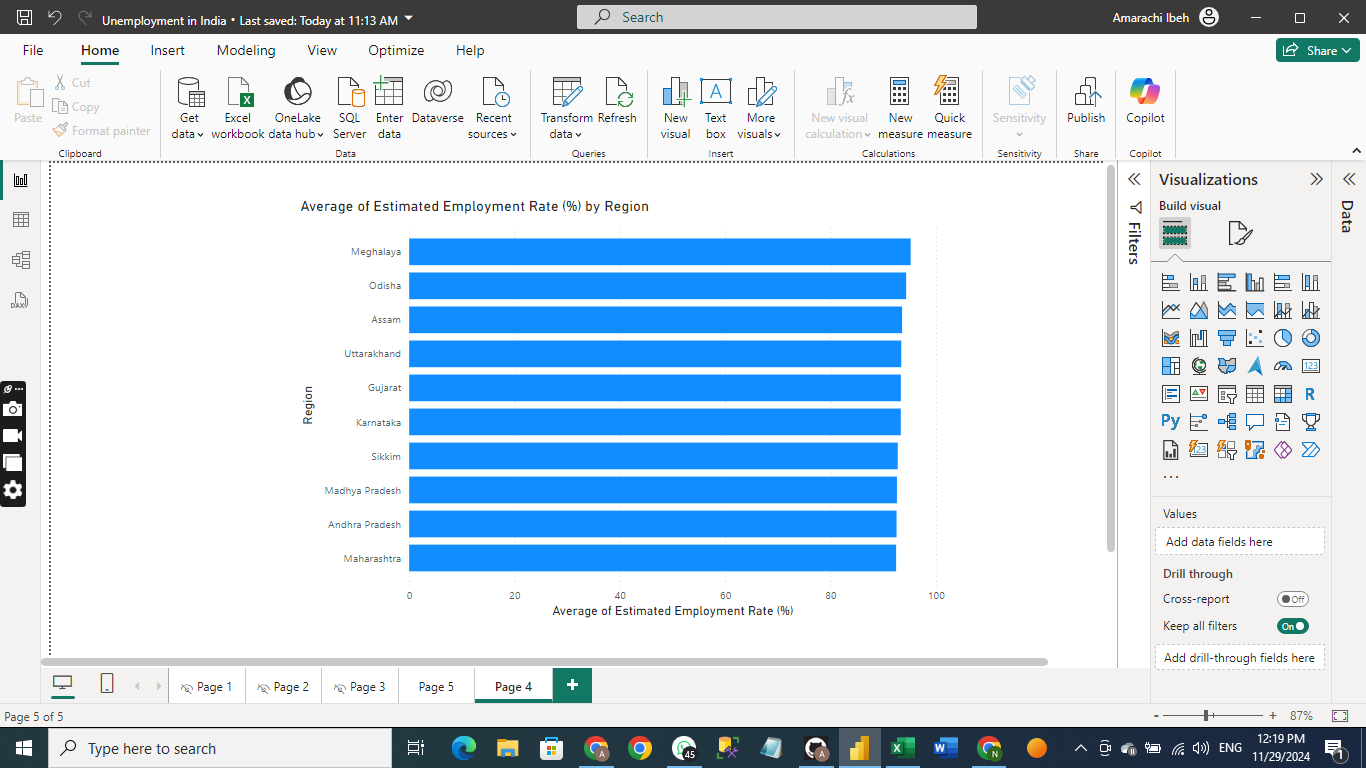 Unemployment in India • Last saved: Today at 11:13 AM
Search
Amarachi Ibeh
File Home Insert Modeling View Optimize Help
Share
Paste
Cut
Copy
Format painter
Clipboard
Get data
Excel workbook
OneLake data hub
SQL Server
Enter data
Dataverse
Recent sources
Data
Transform data
Refresh
Queries
New visual
Text box
More visuals
Insert
New visual calculation
New measure
Quick measure
Calculations
Sensitivity
Sensitivity
Publish
Share
Copilot
Copilot
DAX
Average of Estimated Employment Rate (%) by Region
Region
Meghalaya
Odisha
Assam
Uttarakhand
Gujarat
Karnataka
Sikkim
Madhya Pradesh
Andhra Pradesh
Maharashtra
0 20 40 60 80 100
Average of Estimated Employment Rate (%)
Filters
Visualizations
Build visual
123
R
Py
123
...
Values
Add data fields here
Drill through
Cross-report
Off
Keep all filters
On
Add drill-through fields here
Data
Page 1 Page 2 Page 3 Page 5 Page 4 +
Page 5 of 5
- + 87%
Type here to search
45
ENG
12:19 PM
11/29/2024
1